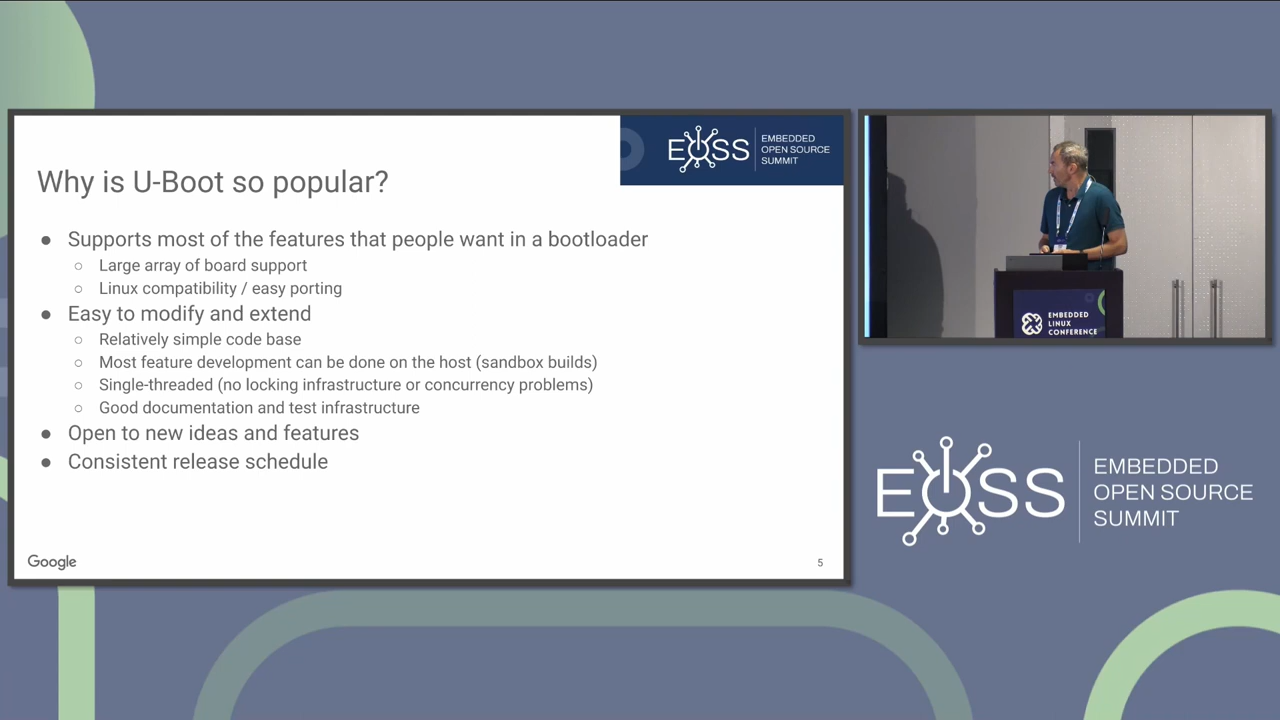 Why is U-Boot so popular?
EOSS
EMBEDDED
OPEN SOURCE
SUMMIT
● Supports most of the features that people want in a bootloader
○ Large array of board support
○ Linux compatibility / easy porting
● Easy to modify and extend
○ Relatively simple code base
○ Most feature development can be done on the host (sandbox builds)
○ Single-threaded (no locking infrastructure or concurrency problems)
○ Good documentation and test infrastructure
● Open to new ideas and features
● Consistent release schedule
Google
5
EMBEDDED
LINUX
CONFERENCE
EOSS
EMBEDDED
OPEN SOURCE
SUMMIT